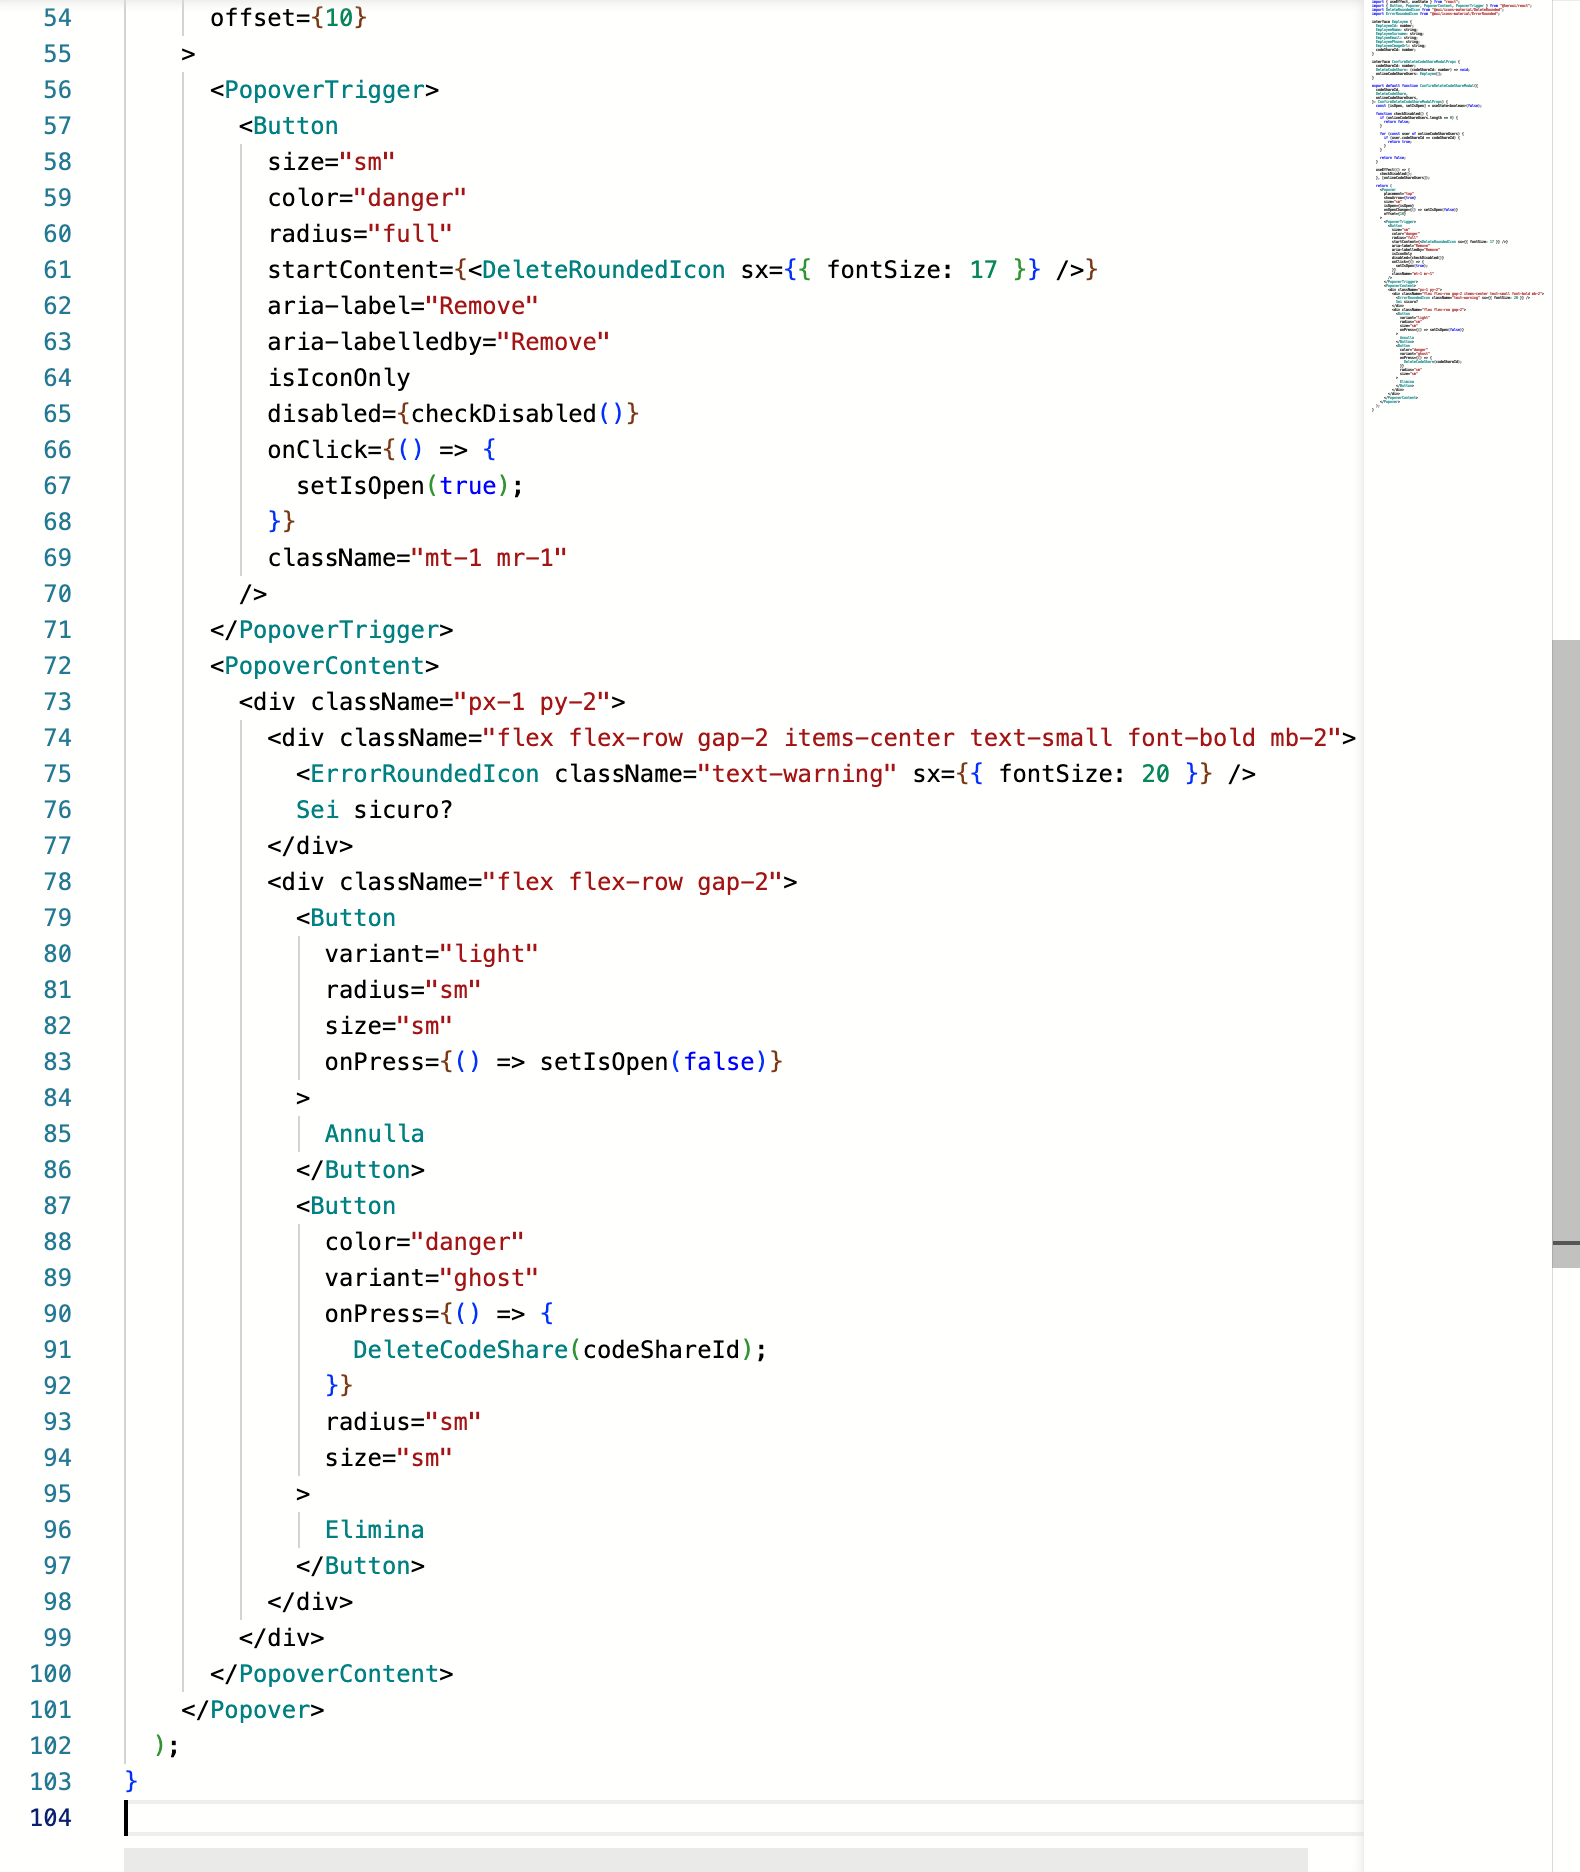 54 offset={10}
55 >
56 <PopoverTrigger>
57 <Button
58 size="sm"
59 color="danger"
60 radius="full"
61 startContent={<DeleteRoundedIcon sx={{ fontSize: 17 }} />}
62 aria-label="Remove"
63 aria-labelledby="Remove"
64 isIconOnly
65 disabled={checkDisabled()}
66 onClick={() => {
67 setIsOpen(true);
68 }}
69 className="mt-1 mr-1"
70 />
71 </PopoverTrigger>
72 <PopoverContent>
73 <div className="px-1 py-2">
74 <div className="flex flex-row gap-2 items-center text-small font-bold mb-2">
75 <ErrorRoundedIcon className="text-warning" sx={{ fontSize: 20 }} />
76 Sei sicuro?
77 </div>
78 <div className="flex flex-row gap-2">
79 <Button
80 variant="light"
81 radius="sm"
82 size="sm"
83 onPress={() => setIsOpen(false)}
84 >
85 Annulla
86 </Button>
87 <Button
88 color="danger"
89 variant="ghost"
90 onPress={() => {
91 DeleteCodeShare(codeShareId);
92 }}
93 radius="sm"
94 size="sm"
95 >
96 Elimina
97 </Button>
98 </div>
99 </div>
100 </PopoverContent>
101 </Popover>
102 );
103 }
104